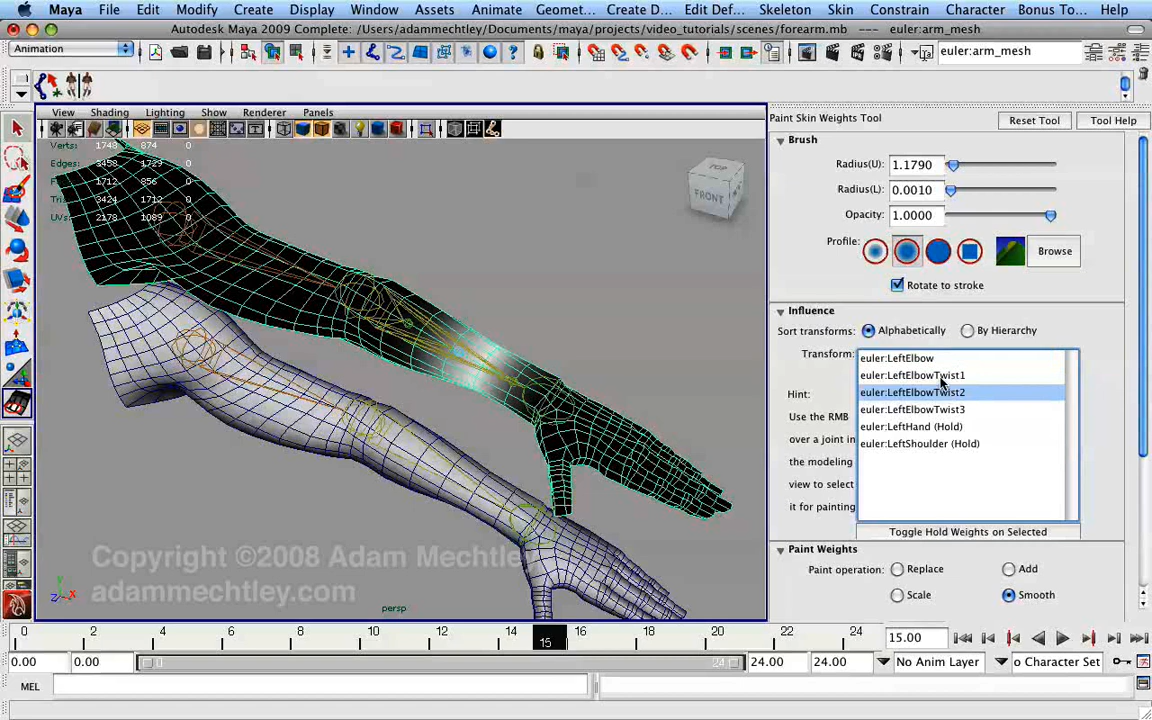 Maya File Edit Modify Create Display Window Assets Animate Geomet... Create D... Edit Def... Skeleton Skin Constrain Character Bonus To... Help
Autodesk Maya 2009 Complete: /Users/adammechtley/Documents/maya/projects/video_tutorials/scenes/forearm.mb --- euler:arm_mesh
Animation
euler:arm_mesh
View Shading Lighting Show Renderer Panels
Paint Skin Weights Tool Reset Tool Tool Help
Verts: 1748 874 0
Edges: 3458 1729 0
1712 856 0
Tris: 3424 1712 0
UVs: 2178 1089 0
TOP
FRONT
Brush
Radius(U): 1.1790
Radius(L): 0.0010
Opacity: 1.0000
Profile: Browse
Rotate to stroke
Influence
Sort transforms: Alphabetically By Hierarchy
Transform: euler:LeftElbow
euler:LeftElbowTwist1
euler:LeftElbowTwist2
euler:LeftElbowTwist3
euler:LeftHand (Hold)
euler:LeftShoulder (Hold)
Hint:
Use the RMB
over a joint in
the modeling
view to select
it for painting
Toggle Hold Weights on Selected
Paint Weights
Paint operation: Replace Add
Scale Smooth
Copyright ©2008 Adam Mechtley
adammechtley.com
y
z x
persp
0 2 4 6 8 10 12 14 15 16 18 20 22 24 15.00
0.00 0.00 0 24 24.00 24.00 No Anim Layer o Character Set
MEL